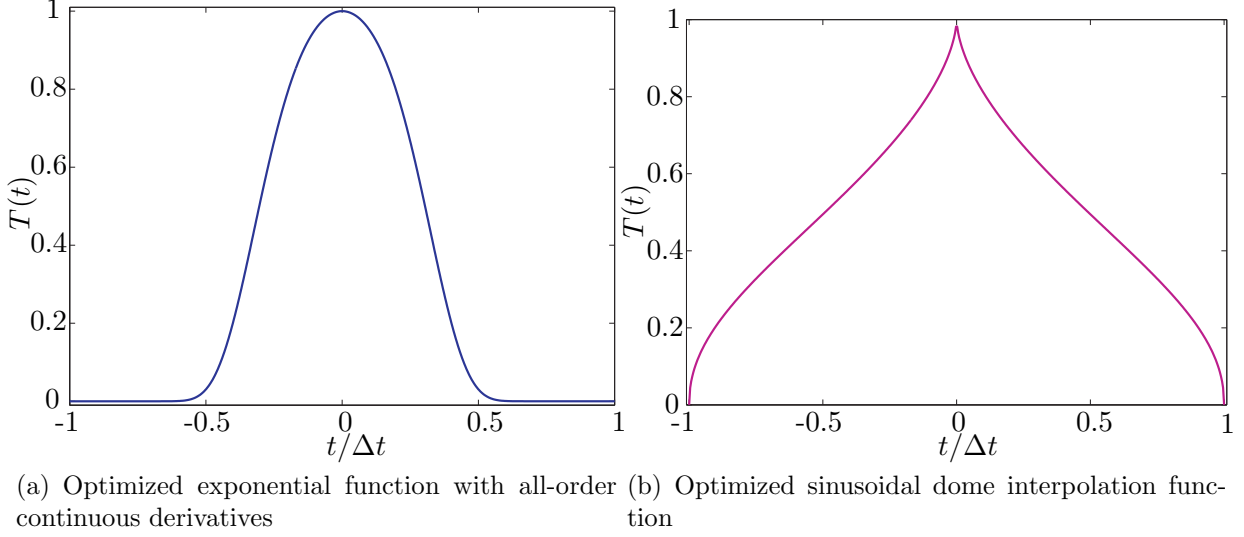 1
0.8
0.6
0.4
0.2
0
T(t)
-1
-0.5
0
0.5
1
t/Δt
(a) Optimized exponential function with all-order
continuous derivatives
1
0.8
0.6
0.4
0.2
0
T(t)
-1
-0.5
0
0.5
1
t/Δt
(b) Optimized sinusoidal dome interpolation func-
tion